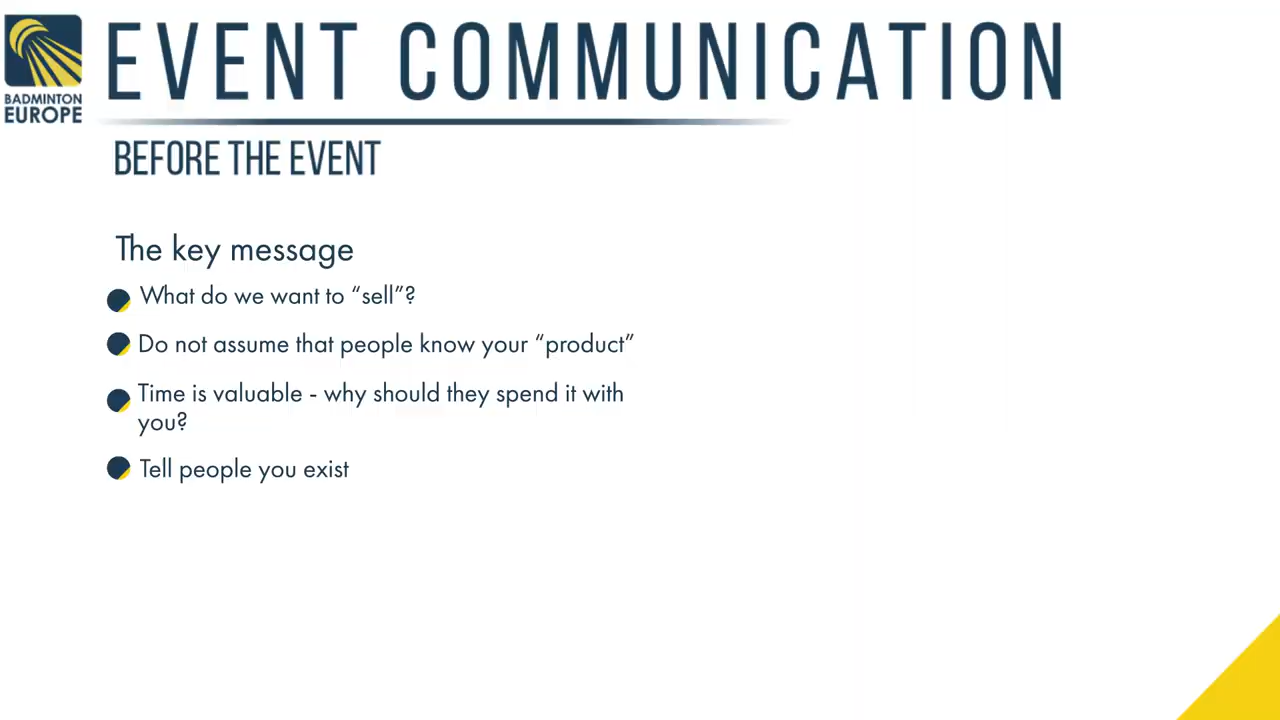 EVENT COMMUNICATION
BADMINTON
EUROPE
BEFORE THE EVENT
The key message
What do we want to “sell”?
Do not assume that people know your “product”
Time is valuable - why should they spend it with
you?
Tell people you exist